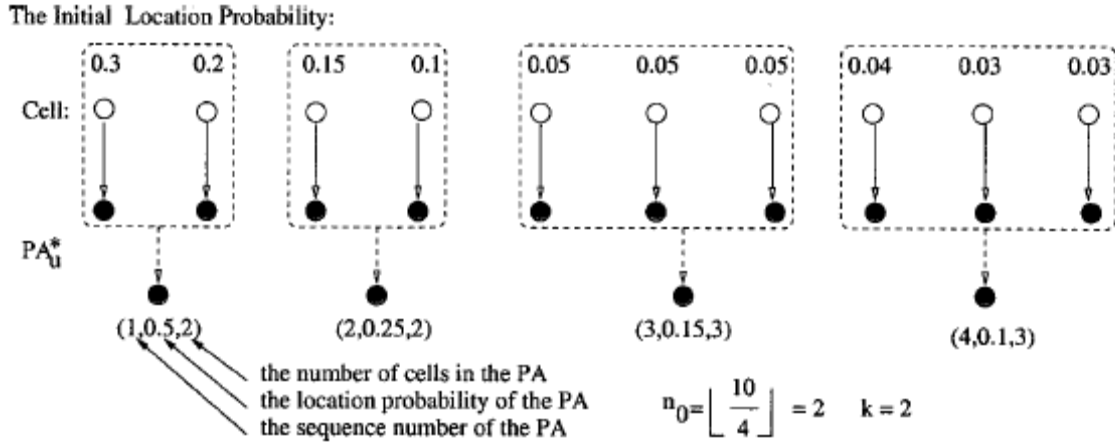 The Initial Location Probability:
0.3 0.2 0.15 0.1 0.05 0.05 0.05 0.04 0.03 0.03
Cell:
PA*u
(1,0.5,2) (2,0.25,2) (3,0.15,3) (4,0.1,3)
the number of cells in the PA
the location probability of the PA
the sequence number of the PA
n0=⌊10/4⌋ = 2 k = 2